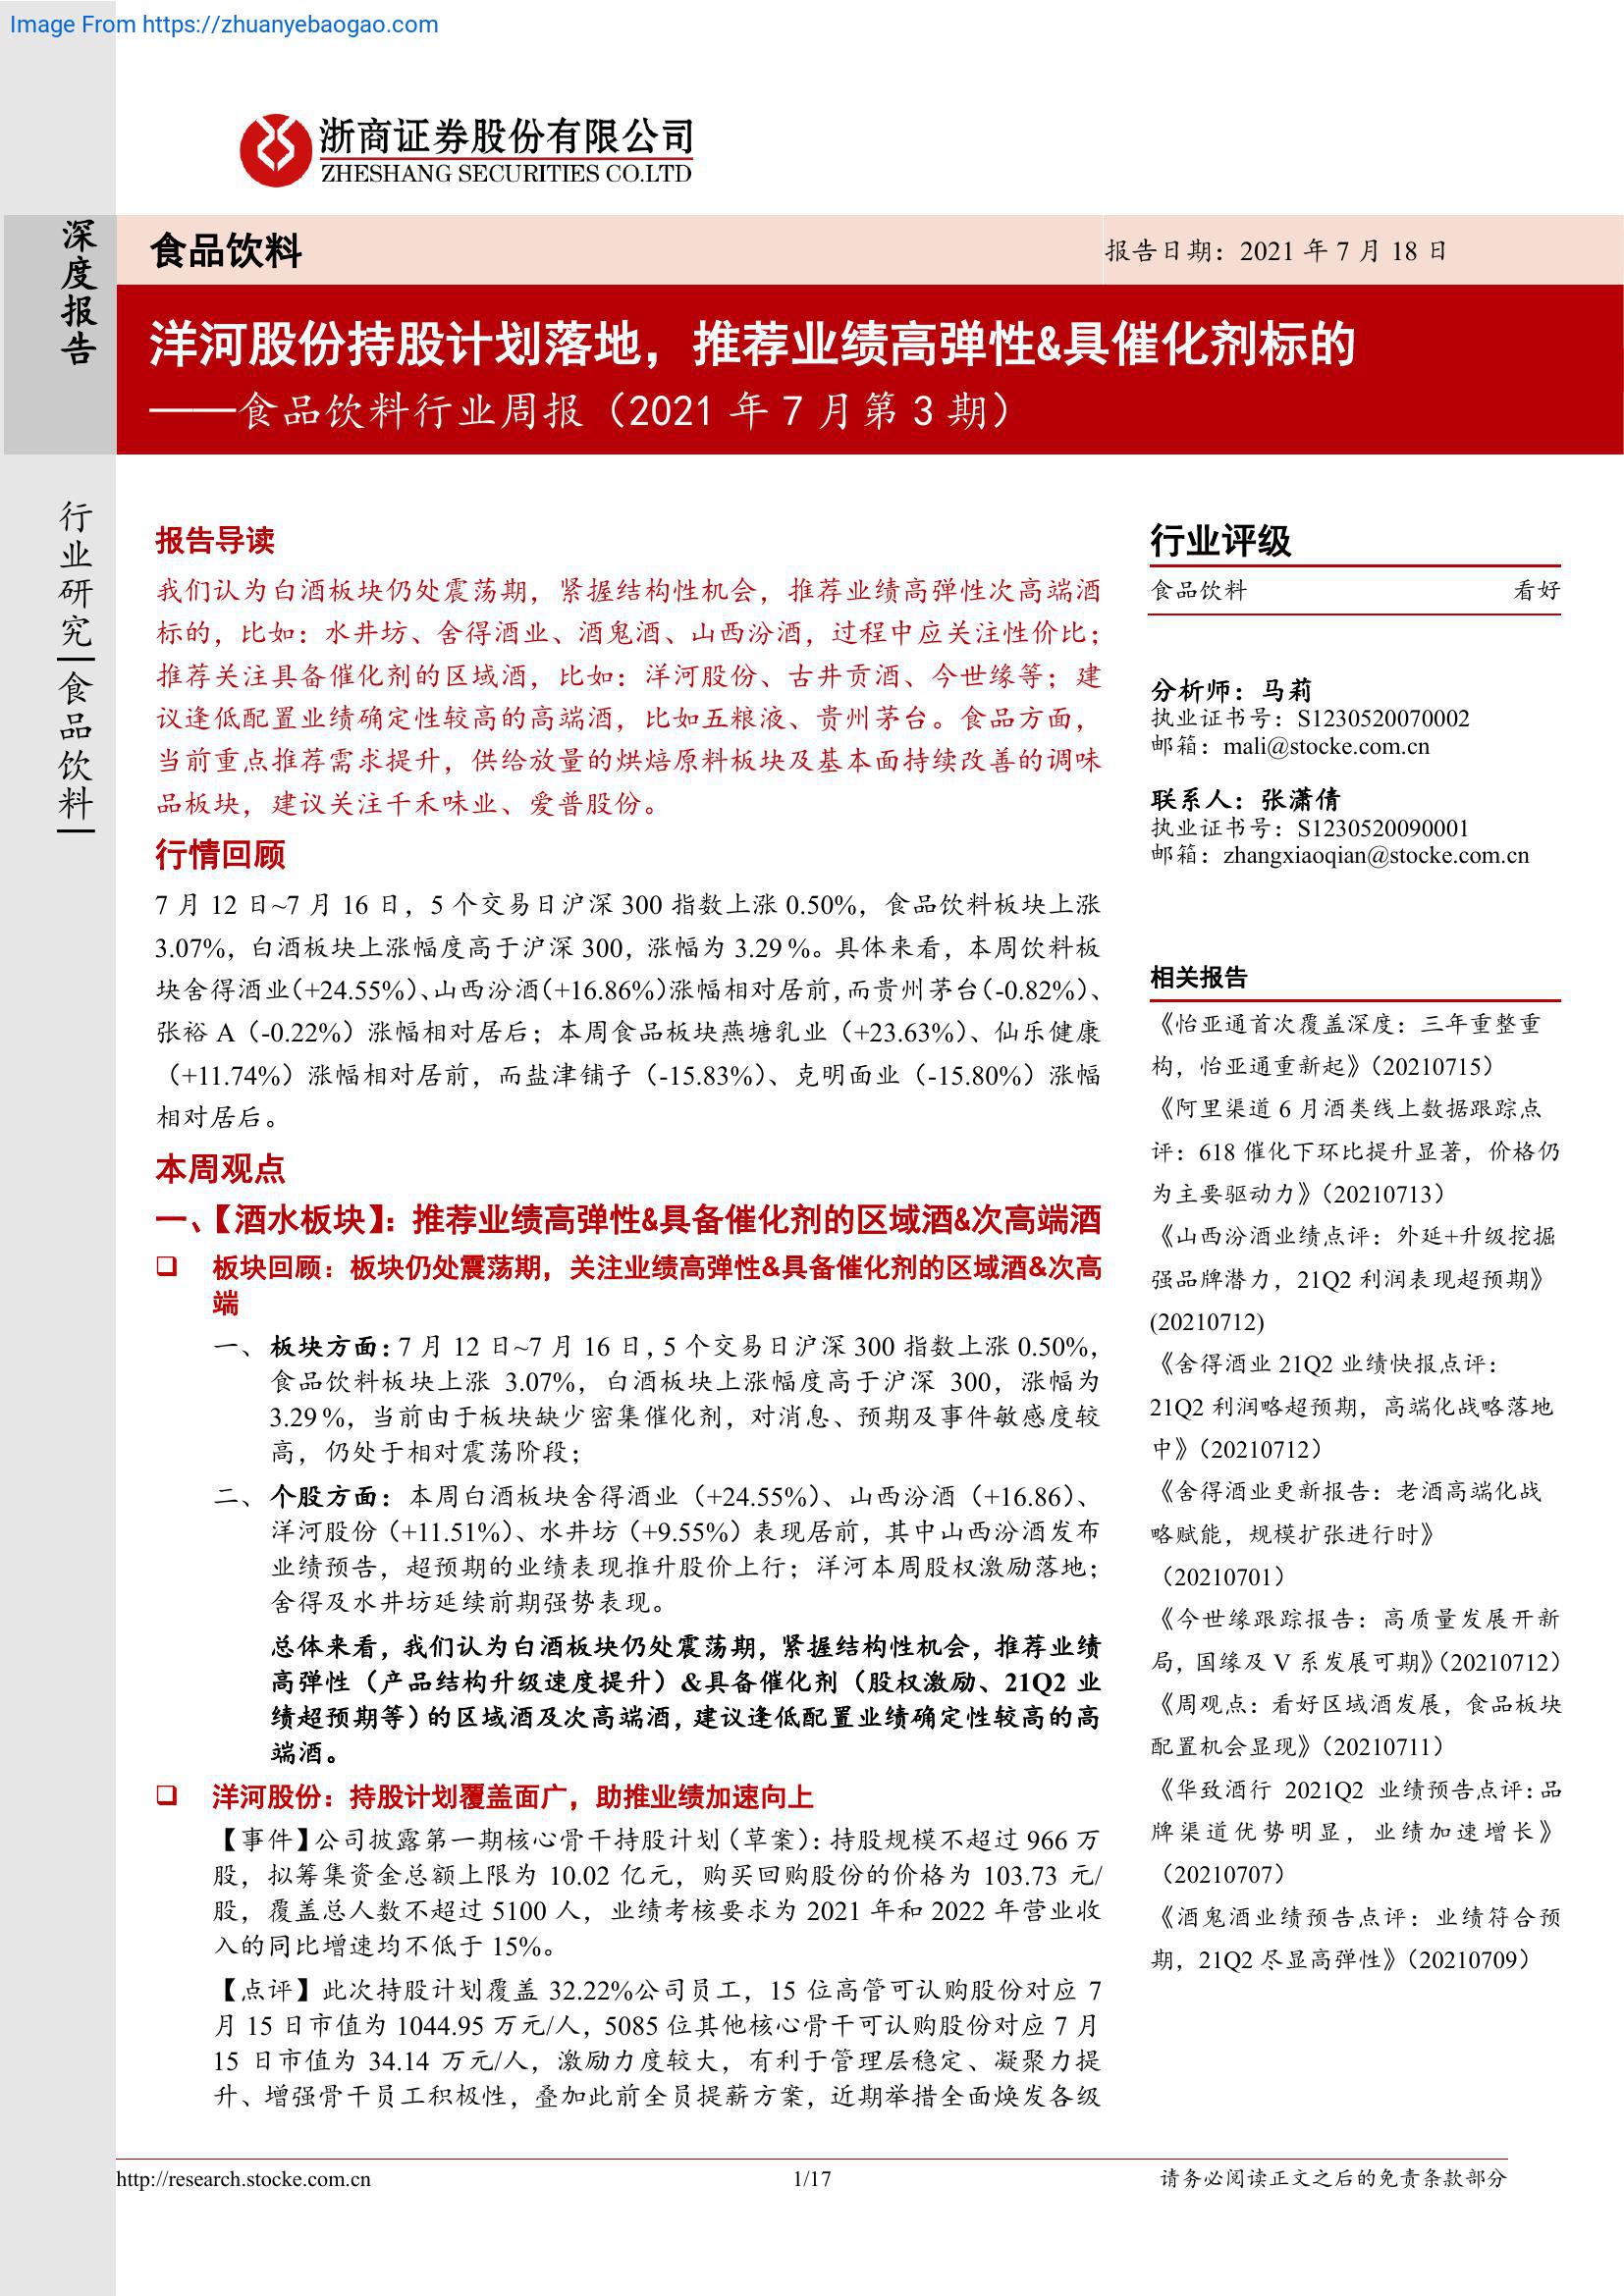 Image From https://zhuanyebaogao.com
浙商证券股份有限公司
ZHESHANG SECURITIES CO.LTD
深度报告
食品饮料
报告日期：2021 年 7 月 18 日
洋河股份持股计划落地，推荐业绩高弹性&具催化剂标的
——食品饮料行业周报（2021 年 7 月第 3 期）
行业研究
食品饮料
报告导读
我们认为白酒板块仍处震荡期，紧握结构性机会，推荐业绩高弹性次高端酒
标的，比如：水井坊、舍得酒业、酒鬼酒、山西汾酒，过程中应关注性价比；
推荐关注具备催化剂的区域酒，比如：洋河股份、古井贡酒、今世缘等；建
议逢低配置业绩确定性较高的高端酒，比如五粮液、贵州茅台。食品方面，
当前重点推荐需求提升，供给放量的烘焙原料板块及基本面持续改善的调味
品板块，建议关注千禾味业、爱普股份。
行情回顾
7 月 12 日~7 月 16 日，5 个交易日沪深 300 指数上涨 0.50%，食品饮料板块上涨
3.07%，白酒板块上涨幅度高于沪深 300，涨幅为 3.29%。具体来看，本周饮料板
块舍得酒业（+24.55%）、山西汾酒（+16.86%）涨幅相对居前，而贵州茅台（-0.82%）、
张裕 A（-0.22%）涨幅相对居后；本周食品板块燕塘乳业（+23.63%）、仙乐健康
（+11.74%）涨幅相对居前，而盐津铺子（-15.83%）、克明面业（-15.80%）涨幅
相对居后。
本周观点
一、【酒水板块】：推荐业绩高弹性&具备催化剂的区域酒&次高端酒
❑ 板块回顾：板块仍处震荡期，关注业绩高弹性&具备催化剂的区域酒&次高
端
一、 板块方面：7 月 12 日~7 月 16 日，5 个交易日沪深 300 指数上涨 0.50%，
食品饮料板块上涨 3.07%，白酒板块上涨幅度高于沪深 300，涨幅为
3.29%，当前由于板块缺少密集催化剂，对消息、预期及事件敏感度较
高，仍处于相对震荡阶段；
二、 个股方面：本周白酒板块舍得酒业（+24.55%）、山西汾酒（+16.86）、
洋河股份（+11.51%）、水井坊（+9.55%）表现居前，其中山西汾酒发布
业绩预告，超预期的业绩表现推升股价上行；洋河本周股权激励落地；
舍得及水井坊延续前期强势表现。
总体来看，我们认为白酒板块仍处震荡期，紧握结构性机会，推荐业绩
高弹性（产品结构升级速度提升）&具备催化剂（股权激励、21Q2 业
绩超预期等）的区域酒及次高端酒，建议逢低配置业绩确定性较高的高
端酒。
❑ 洋河股份：持股计划覆盖面广，助推业绩加速向上
【事件】公司披露第一期核心骨干持股计划（草案）：持股规模不超过 966 万
股，拟筹集资金总额上限为 10.02 亿元，购买回购股份的价格为 103.73 元/
股，覆盖总人数不超过 5100 人，业绩考核要求为 2021 年和 2022 年营业收
入的同比增速均不低于 15%。
【点评】此次持股计划覆盖 32.22%公司员工，15 位高管可认购股份对应 7
月 15 日市值为 1044.95 万元/人，5085 位其他核心骨干可认购股份对应 7 月
15 日市值为 34.14 万元/人，激励力度较大，有利于管理层稳定、凝聚力提
升、增强骨干员工积极性，叠加此前全员提薪方案，近期举措全面焕发各级
行业评级
食品饮料 看好
分析师：马莉
执业证书号：S1230520070002
邮箱：mali@stocke.com.cn
联系人：张潇倩
执业证书号：S1230520090001
邮箱：zhangxiaoqian@stocke.com.cn
相关报告
《怡亚通首次覆盖深度：三年重整重
构，怡亚通重新起》（20210715）
《阿里渠道 6 月酒类线上数据跟踪点
评：618 催化下环比提升显著，价格仍
为主要驱动力》（20210713）
《山西汾酒业绩点评：外延+升级挖掘
强品牌潜力，21Q2 利润表现超预期》
(20210712)
《舍得酒业 21Q2 业绩快报点评：
21Q2 利润略超预期，高端化战略落地
中》（20210712）
《舍得酒业更新报告：老酒高端化战
略赋能，规模扩张进行时》
（20210701）
《今世缘跟踪报告：高质量发展开新
局，国缘及 V 系发展可期》（20210712）
《周观点：看好区域酒发展，食品板块
配置机会显现》（20210711）
《华致酒行 2021Q2 业绩预告点评：品
牌渠道优势明显，业绩加速增长》
（20210707）
《酒鬼酒业绩预告点评：业绩符合预
期，21Q2 尽显高弹性》（20210709）
http://research.stocke.com.cn
1/17
请务必阅读正文之后的免责条款部分